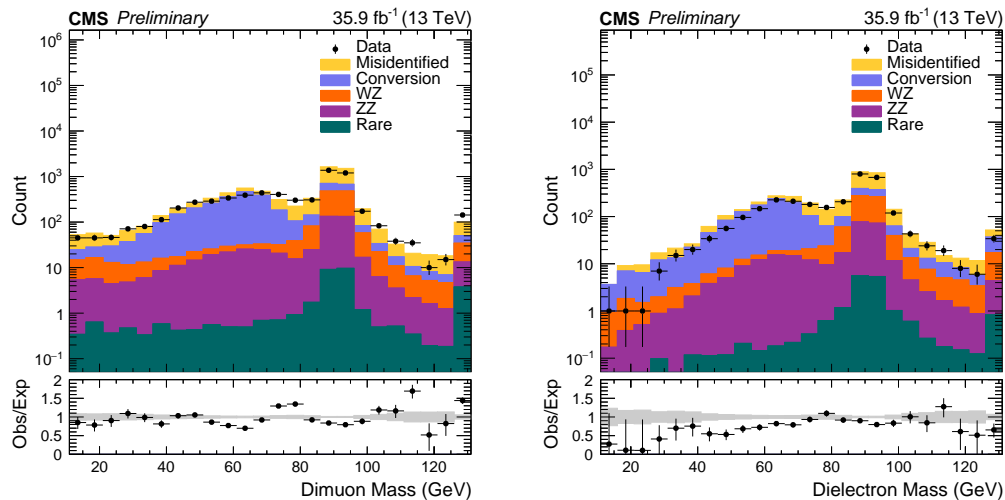 CMS Preliminary 35.9 fb⁻¹ (13 TeV)
10⁶
10⁵
10⁴
10³
10²
10
1
10⁻¹
Count
Data
Misidentified
Conversion
WZ
ZZ
Rare
2
1.5
1
0.5
0
Obs/Exp
20 40 60 80 100 120
Dimuon Mass (GeV)
CMS Preliminary 35.9 fb⁻¹ (13 TeV)
10⁵
10⁴
10³
10²
10
1
10⁻¹
Count
Data
Misidentified
Conversion
WZ
ZZ
Rare
2
1.5
1
0.5
0
Obs/Exp
20 40 60 80 100 120
Dielectron Mass (GeV)